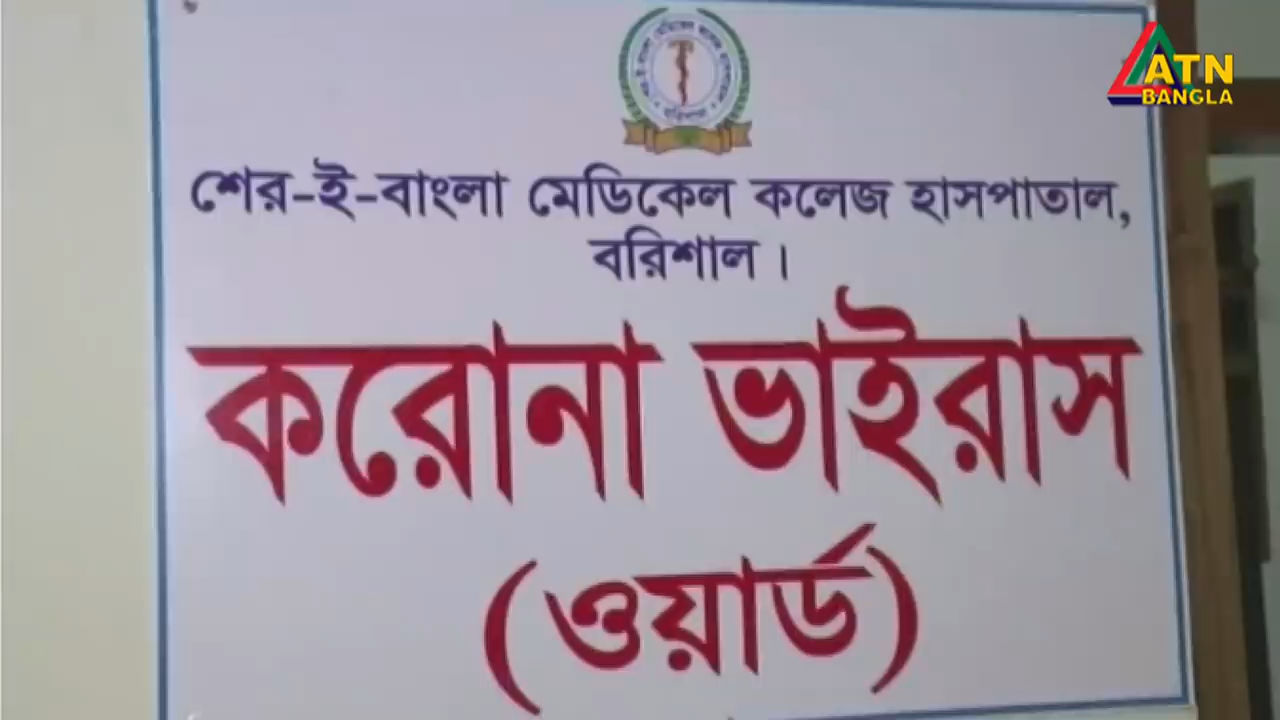 ATN
BANGLA
শের-ই-বাংলা মেডিকেল কলেজ হাসপাতাল,
বরিশাল।
করোনা ভাইরাস
(ওয়ার্ড)